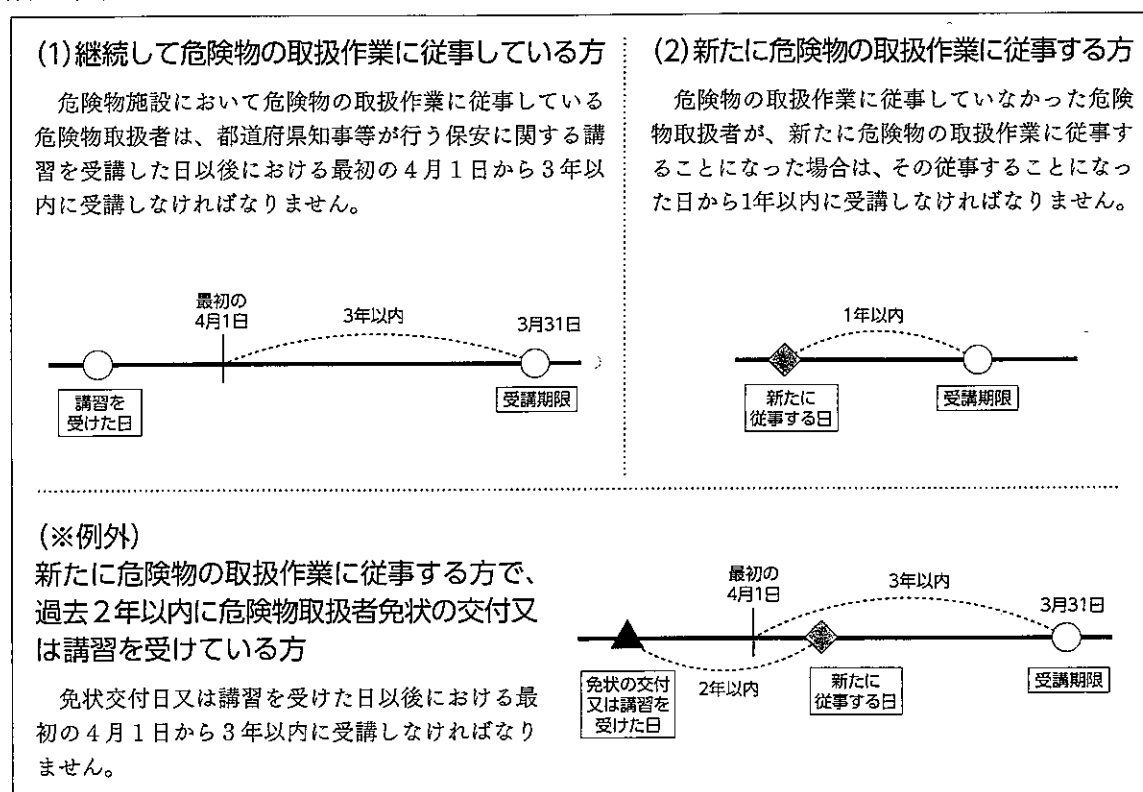 (1)継続して危険物の取扱作業に従事している方
危険物施設において危険物の取扱作業に従事している
危険物取扱者は、都道府県知事等が行う保安に関する講
習を受講した日以後における最初の4月1日から3年以
内に受講しなければなりません。
最初の
4月1日
3年以内
3月31日
講習を
受けた日
受講期限
(2)新たに危険物の取扱作業に従事する方
危険物の取扱作業に従事していなかった危険
物取扱者が、新たに危険物の取扱作業に従事す
ることになった場合は、その従事することになっ
た日から1年以内に受講しなければなりません。
1年以内
新たに
従事する日
受講期限
(※例外)
新たに危険物の取扱作業に従事する方で、
過去2年以内に危険物取扱者免状の交付又
は講習を受けている方
免状交付日又は講習を受けた日以後における最
初の4月1日から3年以内に受講しなければなり
ません。
最初の
4月1日
3年以内
3月31日
免状の交付
又は講習を
受けた日
2年以内
新たに
従事する日
受講期限